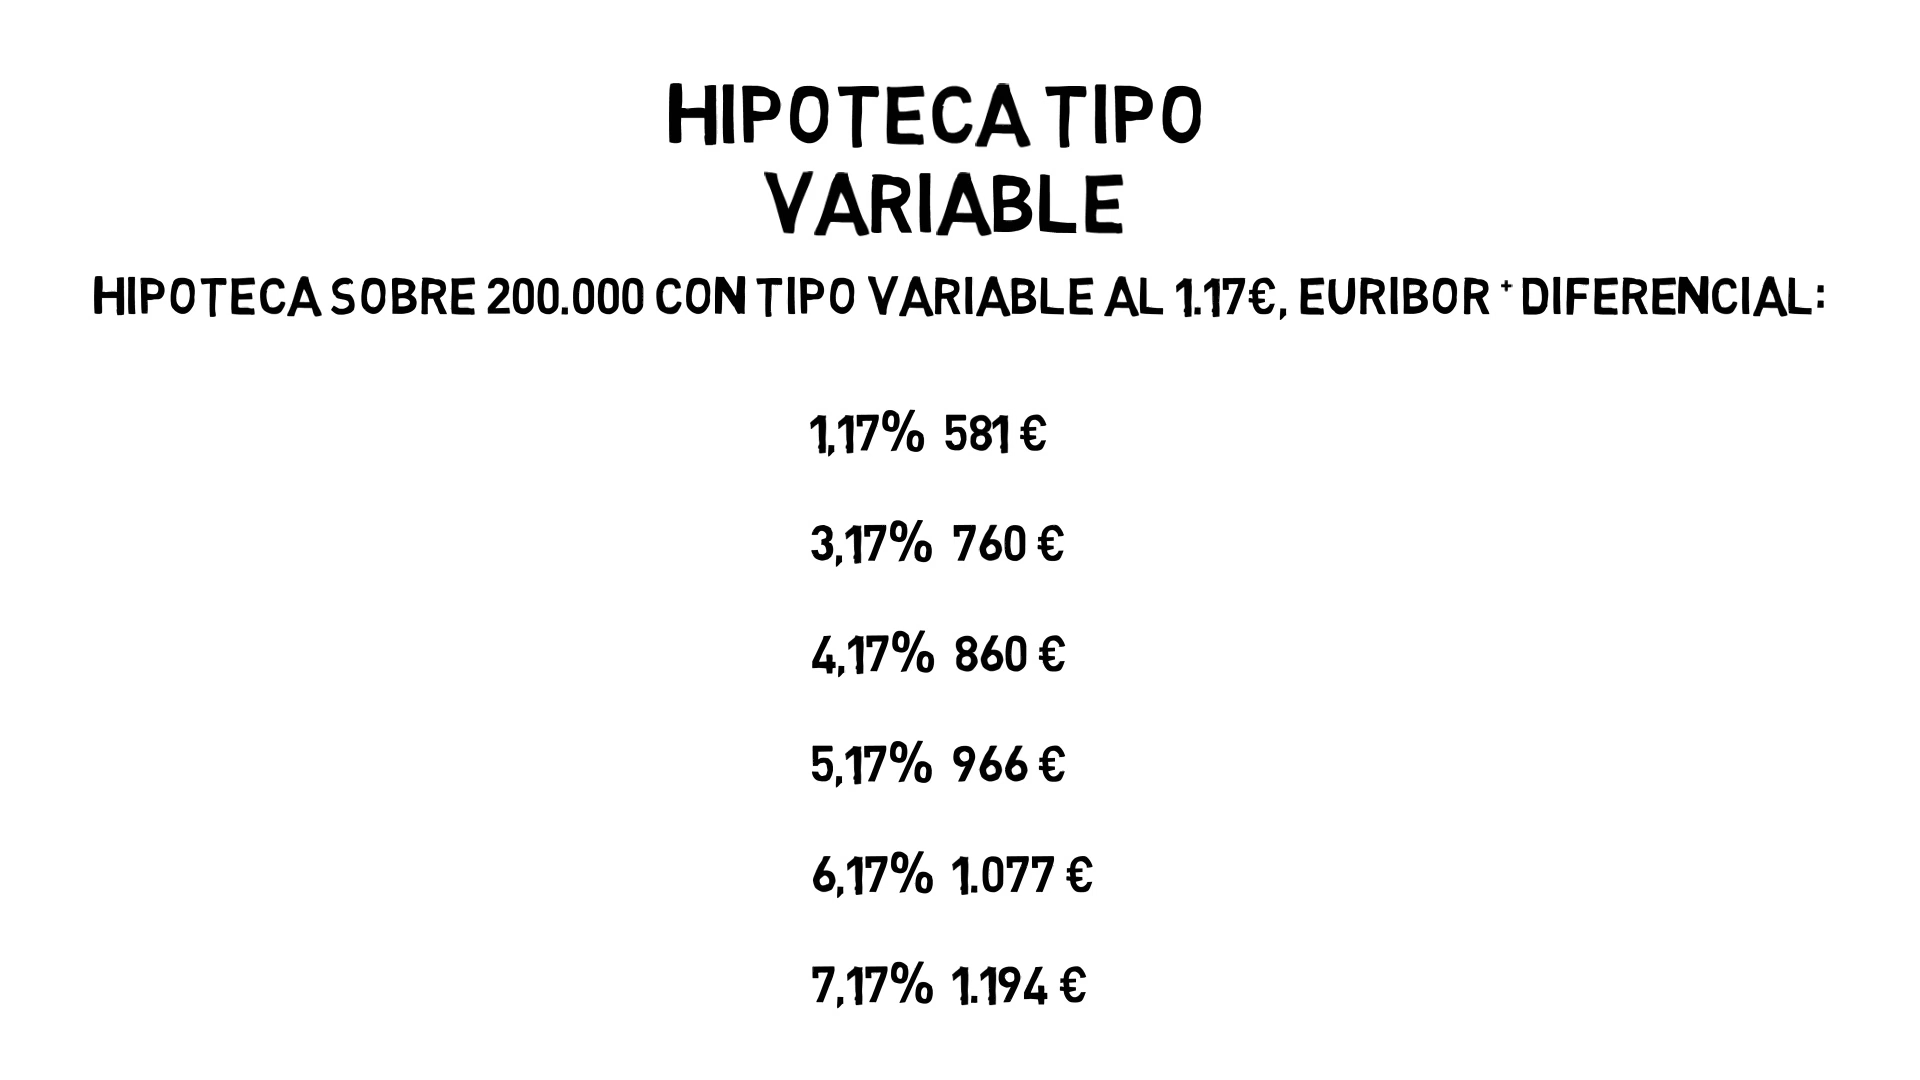 HIPOTECA TIPO
VARIABLE
HIPOTECA SOBRE 200.000 CON TIPO VARIABLE AL 1.17€, EURIBOR + DIFERENCIAL:
1,17% 581 €
3,17% 760 €
4,17% 860 €
5,17% 966 €
6,17% 1.077 €
7,17% 1.194 €